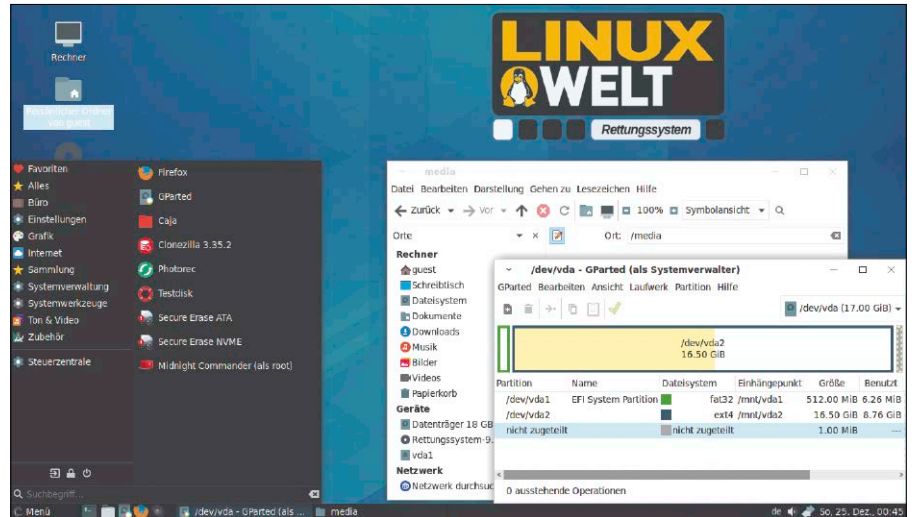 Rechner
Persönlicher Ordner
von guest
LINUX
WELT
Rettungssystem
Favoriten
Alles
Büro
Einstellungen
Grafik
Internet
Sammlung
Systemverwaltung
Systemwerkzeuge
Ton & Video
Zubehör
Steuerzentrale
Firefox
GParted
Caja
Clonezilla 3.35.2
Photorec
Testdisk
Secure Erase ATA
Secure Erase NVME
Midnight Commander (als root)
Suchbegriff...
media
Datei Bearbeiten Darstellung Gehen zu Lesezeichen Hilfe
Zurück Vor 100% Symbolansicht
Orte Ort: /media
Rechner
guest
Schreibtisch
Dateisystem
Dokumente
Downloads
Musik
Bilder
Videos
Papierkorb
Geräte
Datenträger 18 GB
Rettungssystem-9.
vda1
Netzwerk
Netzwerk durchsuc
/dev/vda - GParted (als Systemverwalter)
GParted Bearbeiten Ansicht Laufwerk Partition Hilfe
/dev/vda (17.00 GiB)
/dev/vda2
16.50 GiB
Partition Name Dateisystem Einhängepunkt Größe Benutzt
/dev/vda1 EFI System Partition fat32 /mnt/vda1 512.00 MiB 6.26 MiB
/dev/vda2 ext4 /mnt/vda2 16.50 GiB 8.76 GiB
nicht zugeteilt nicht zugeteilt 1.00 MiB ---
0 ausstehende Operationen
Menü /dev/vda - GParted (als ... media de So, 25. Dez., 00:45